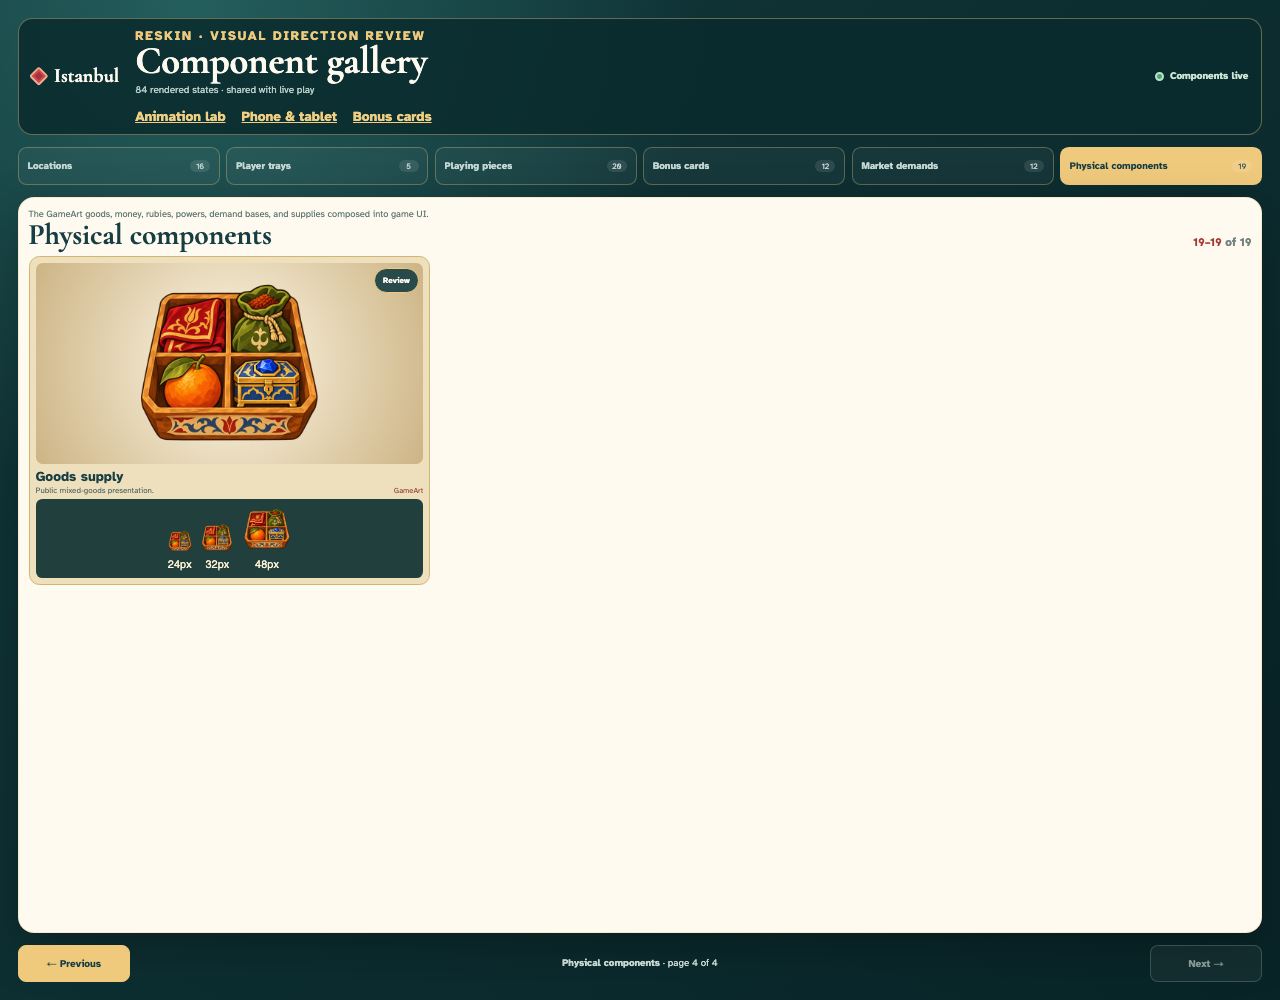 RESKIN · VISUAL DIRECTION REVIEW
Istanbul
Component gallery
84 rendered states · shared with live play
Components live
Animation lab Phone & tablet Bonus cards
Locations 16 Player trays 5 Playing pieces 20 Bonus cards 12 Market demands 12 Physical components 19
The GameArt goods, money, rubies, powers, demand bases, and supplies composed into game UI.
Physical components
19–19 of 19
Review
Goods supply
Public mixed-goods presentation. GameArt
24px 32px 48px
← Previous Physical components · page 4 of 4 Next →